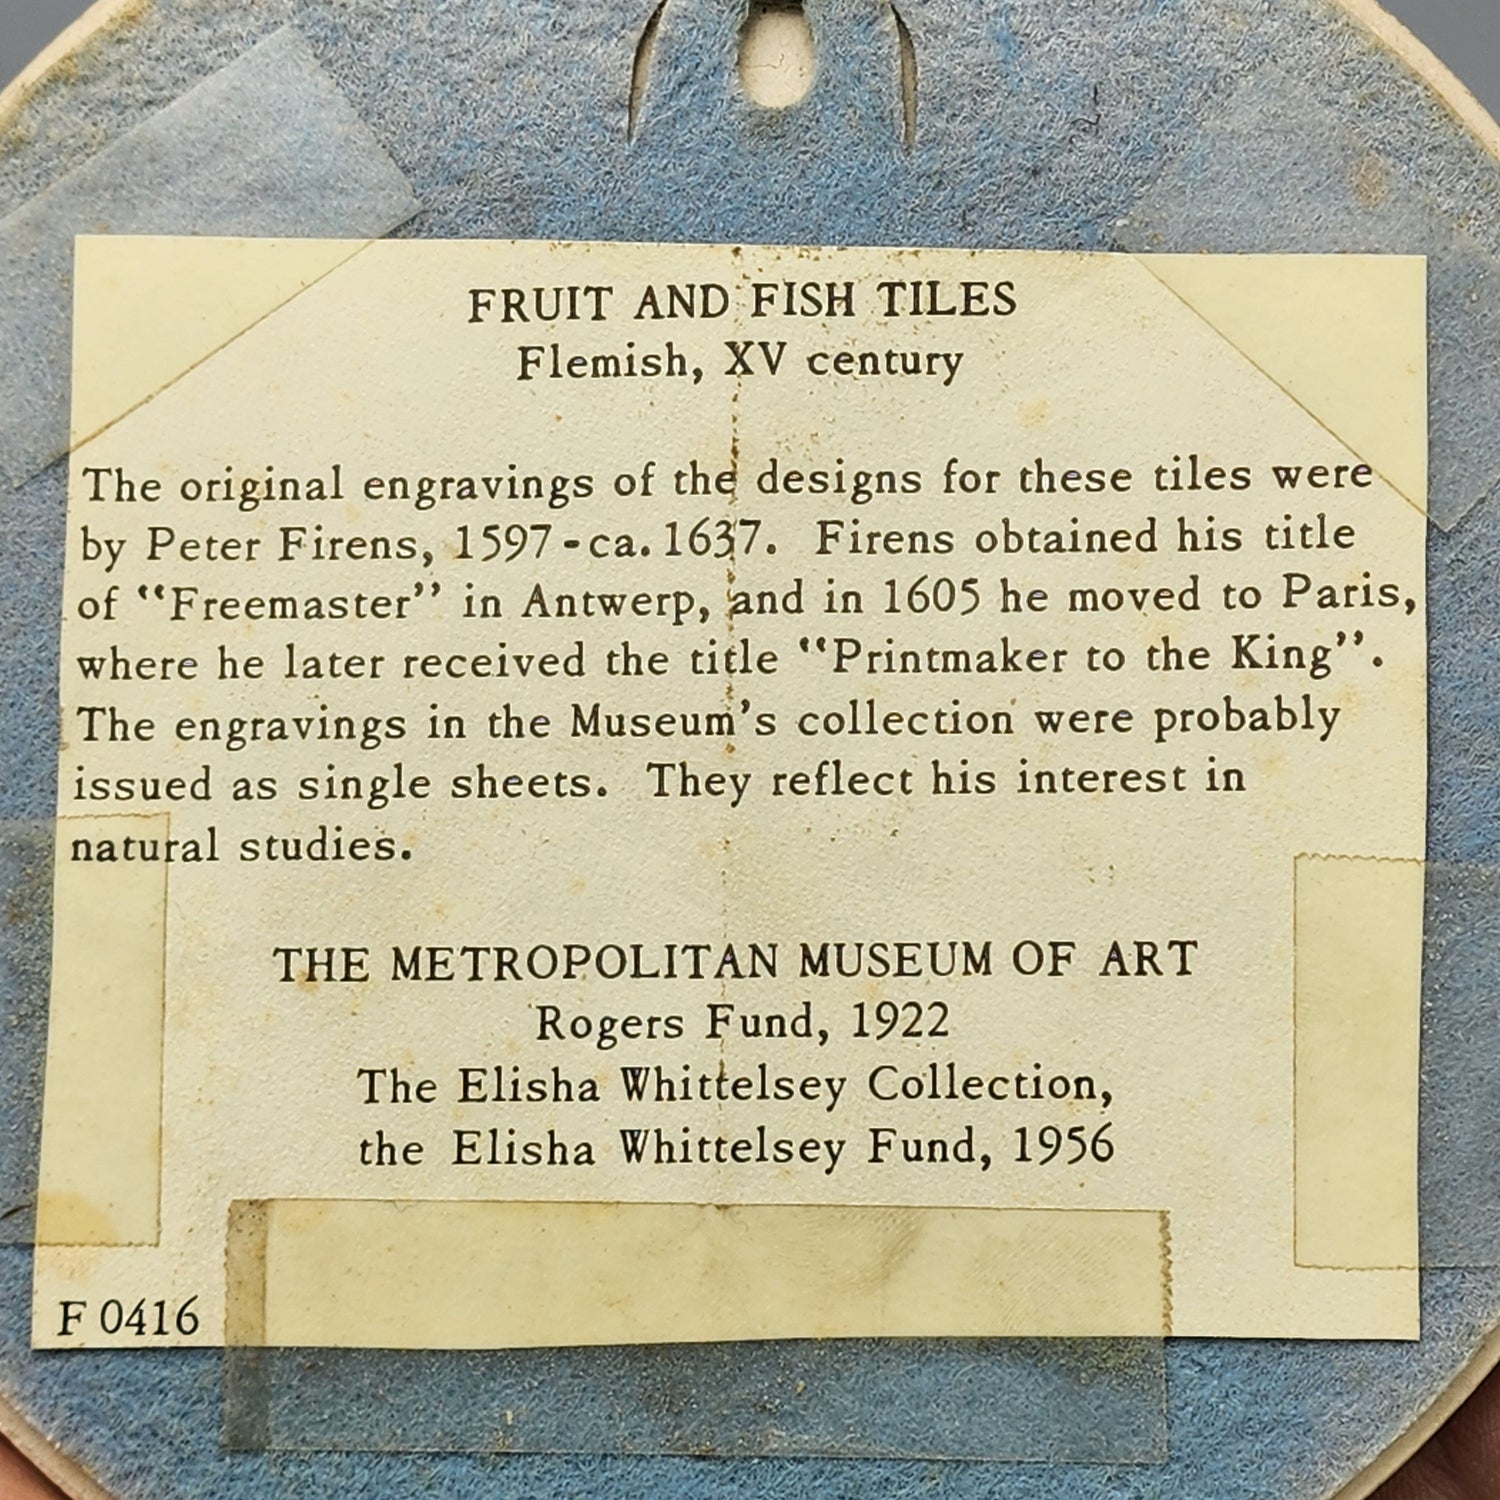 FRUIT AND FISH TILES
Flemish, XV century
The original engravings of the designs for these tiles were
by Peter Firens, 1597-ca. 1637. Firens obtained his title
of “Freemaster” in Antwerp, and in 1605 he moved to Paris,
where he later received the title “Printmaker to the King”.
The engravings in the Museum’s collection were probably
issued as single sheets. They reflect his interest in
natural studies.
THE METROPOLITAN MUSEUM OF ART
Rogers Fund, 1922
The Elisha Whittelsey Collection,
the Elisha Whittelsey Fund, 1956
F 0416